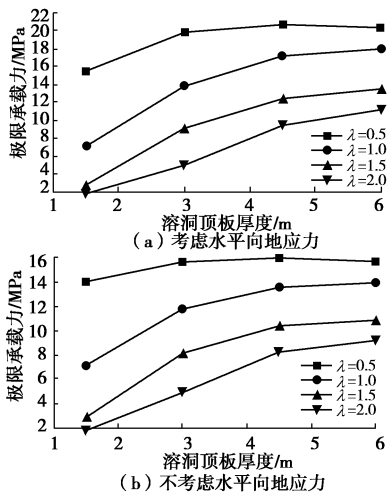 极限承载力/MPa
22
20
18
16
14
12
10
8
6
4
2
λ=0.5
λ=1.0
λ=1.5
λ=2.0
1 2 3 4 5 6
溶洞顶板厚度/m
(a) 考虑水平向地应力
极限承载力/MPa
16
14
12
10
8
6
4
2
λ=0.5
λ=1.0
λ=1.5
λ=2.0
1 2 3 4 5 6
溶洞顶板厚度/m
(b) 不考虑水平向地应力